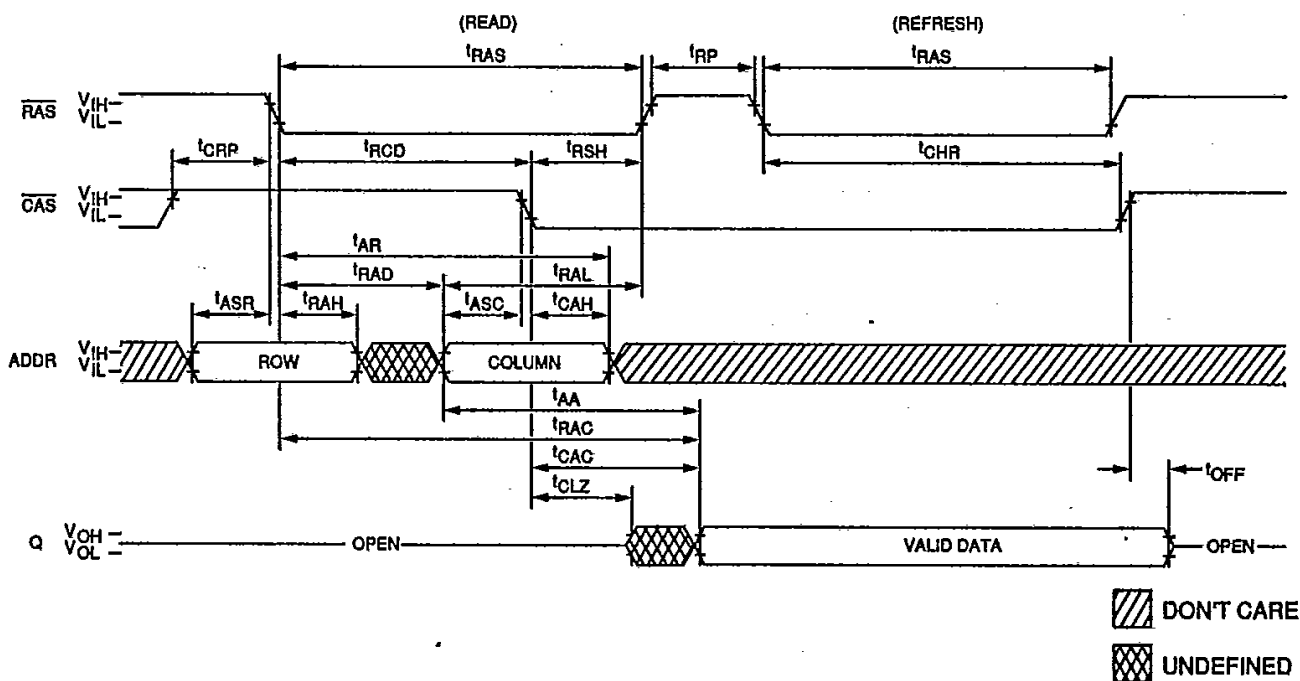 (READ) (REFRESH)
tRAS tRP tRAS
RAS VIH
VIL
tCRP tRCD tRSH tCHR
CAS VIH
VIL
tAR
tRAD tRAL
tASR tRAH tASC tCAH
ADDR VIH
VIL
ROW COLUMN
tAA
tRAC
tCAC
tCLZ tOFF
Q VOH
VOL
OPEN VALID DATA OPEN
DON'T CARE
UNDEFINED